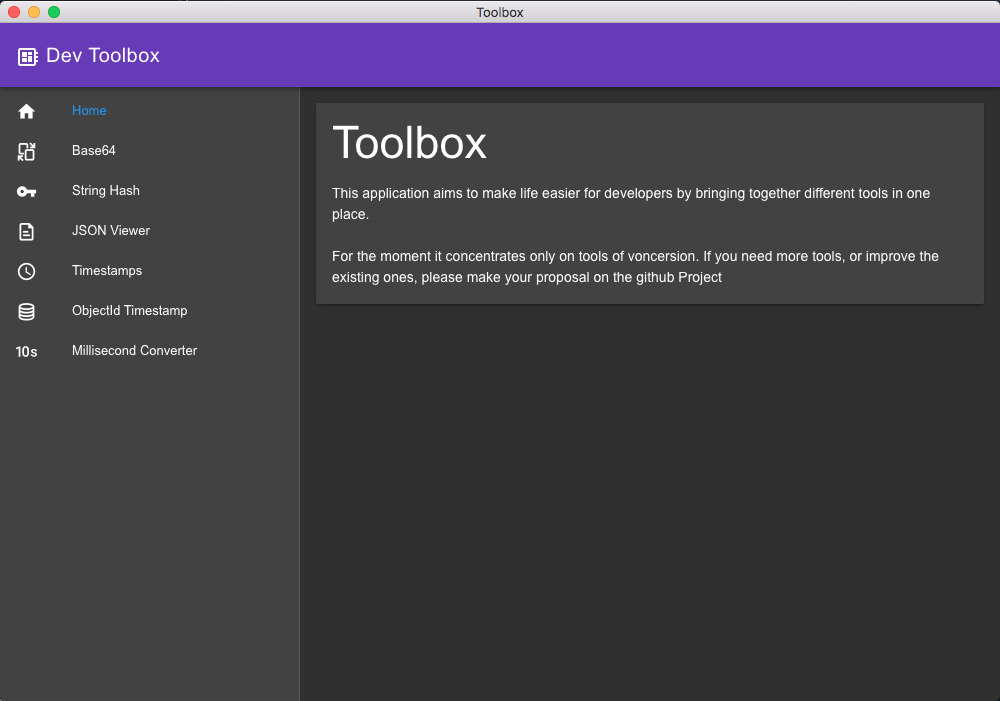 Toolbox
Dev Toolbox
Home
Base64
String Hash
JSON Viewer
Timestamps
ObjectId Timestamp
10s Millisecond Converter
Toolbox
This application aims to make life easier for developers by bringing together different tools in one
place.
For the moment it concentrates only on tools of voncersion. If you need more tools, or improve the
existing ones, please make your proposal on the github Project